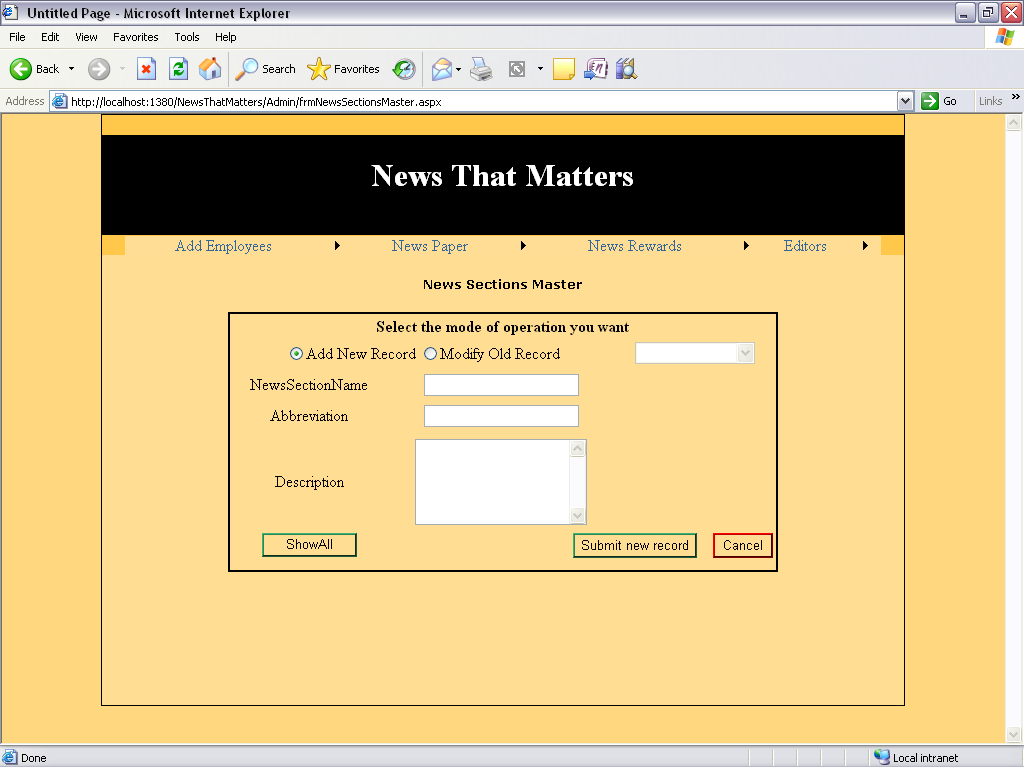 Untitled Page - Microsoft Internet Explorer
File Edit View Favorites Tools Help
Back Search Favorites
Address http://localhost:1380/NewsThatMatters/Admin/frmNewsSectionsMaster.aspx Go Links »
News That Matters
Add Employees News Paper News Rewards Editors
News Sections Master
Select the mode of operation you want
Add New Record Modify Old Record
NewsSectionName
Abbreviation
Description
ShowAll Submit new record Cancel
Done Local intranet